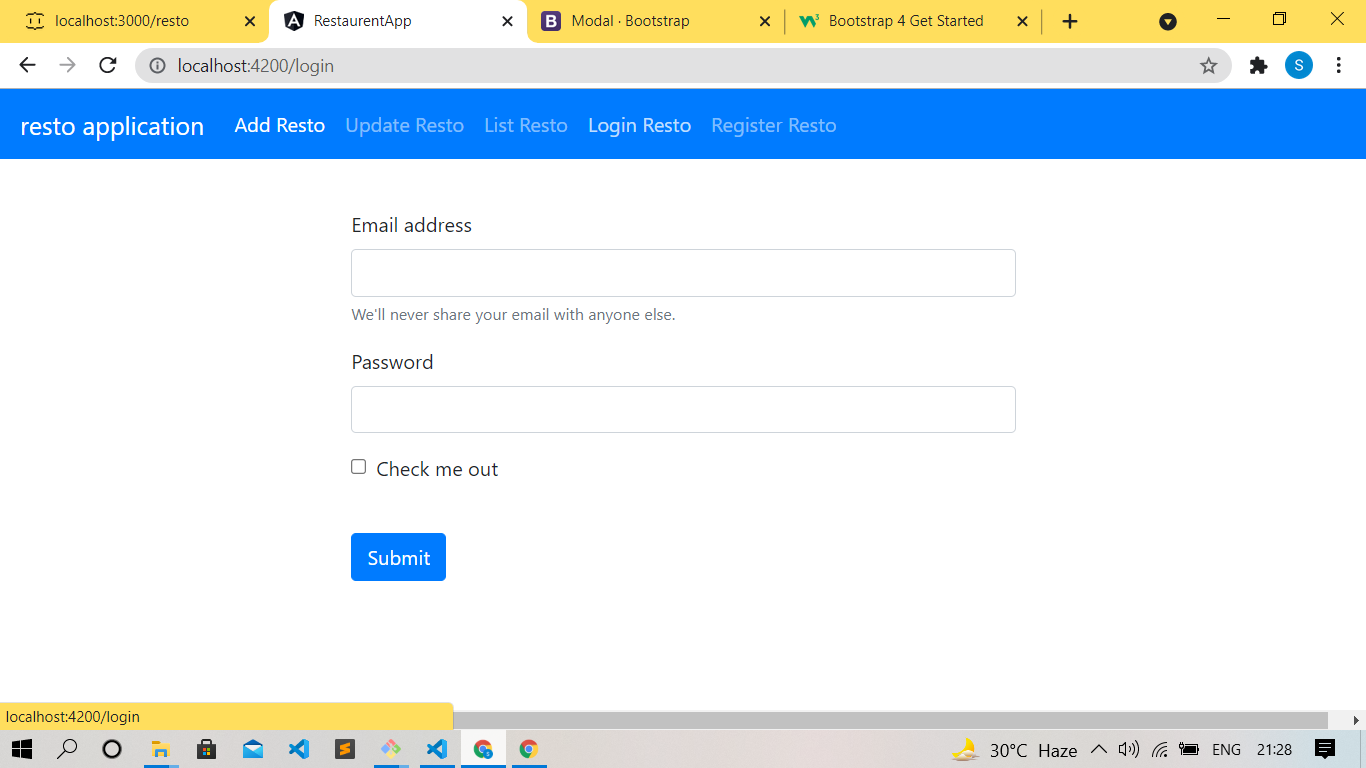 localhost:3000/resto RestaurentApp Modal · Bootstrap Bootstrap 4 Get Started
localhost:4200/login S
resto application Add Resto Update Resto List Resto Login Resto Register Resto
Email address
We'll never share your email with anyone else.
Password
Check me out
Submit
localhost:4200/login
30°C Haze ENG 21:28